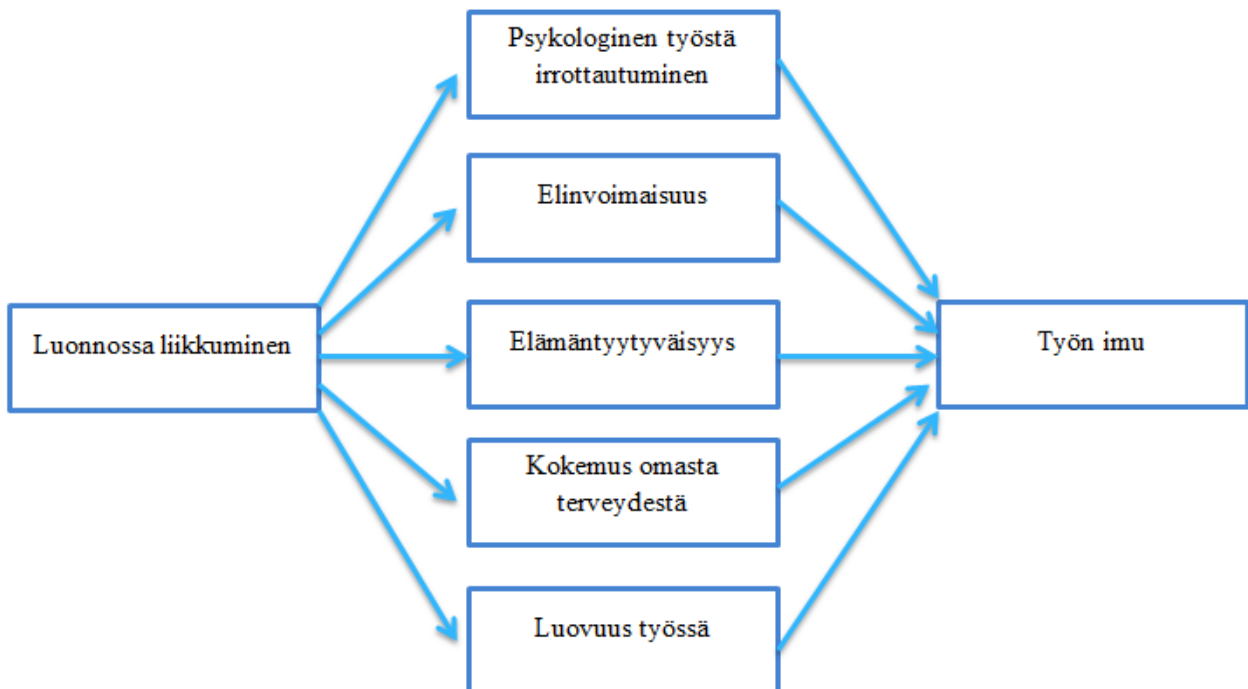 Psykologinen työstä
irrottautuminen
Elinvoimaisuus
Luonnossa liikkuminen
Elämäntyytyväisyys
Työn imu
Kokemus omasta
terveydestä
Luovuus työssä